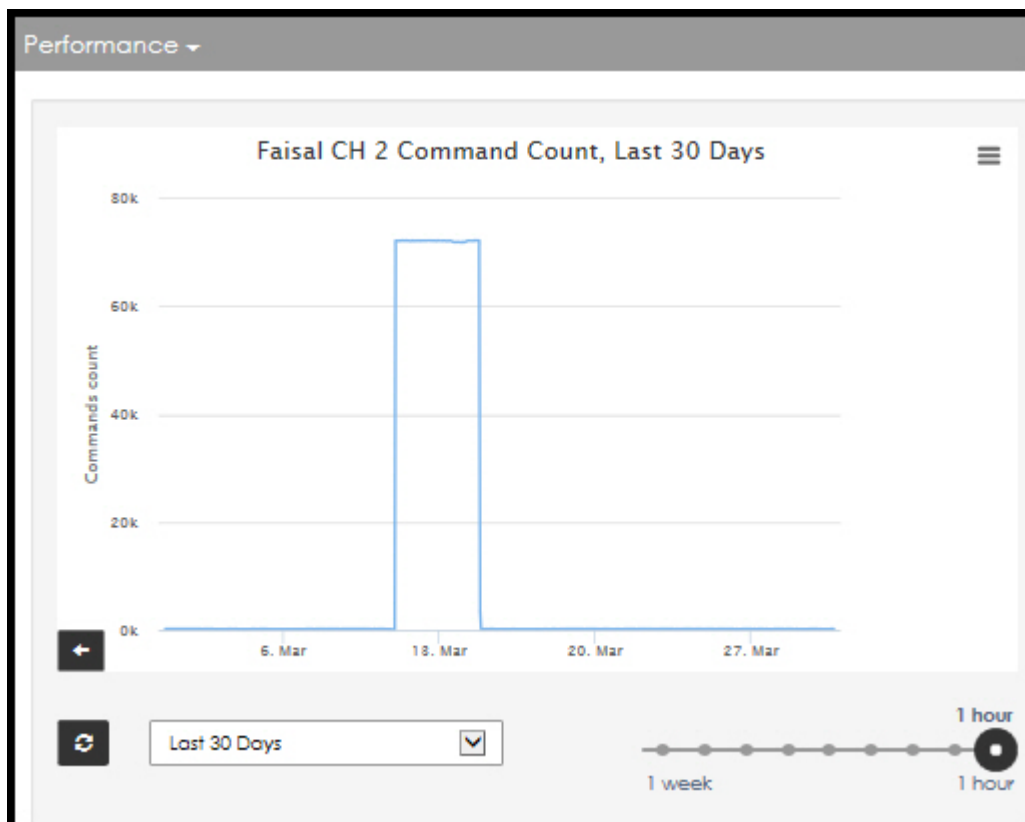 Performance
Faisal CH 2 Command Count, Last 30 Days
80k
60k
40k
20k
0k
Commands count
6. Mar
13. Mar
20. Mar
27. Mar
Last 30 Days
1 hour
1 week
1 hour